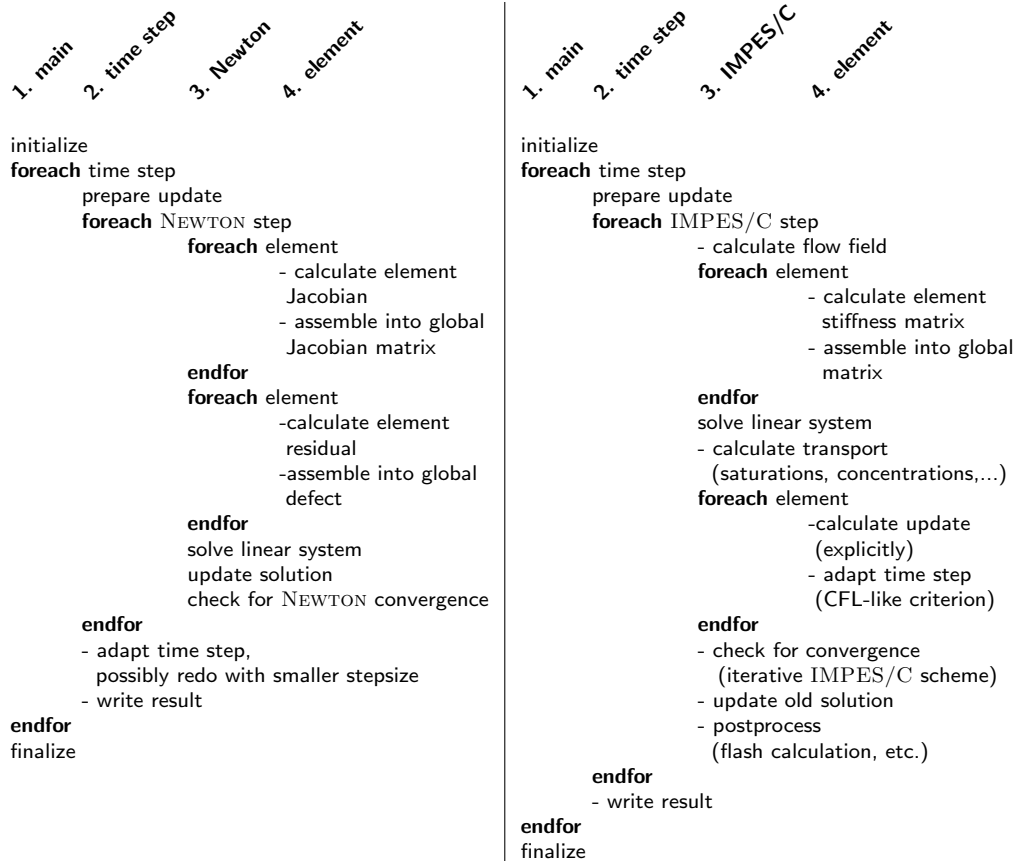 1. main
2. time step
3. Newton
4. element
initialize
foreach time step
prepare update
foreach NEWTON step
foreach element
- calculate element
Jacobian
- assemble into global
Jacobian matrix
endfor
foreach element
-calculate element
residual
-assemble into global
defect
endfor
solve linear system
update solution
check for NEWTON convergence
endfor
- adapt time step,
possibly redo with smaller stepsize
- write result
endfor
finalize
1. main
2. time step
3. IMPES/C
4. element
initialize
foreach time step
prepare update
foreach IMPES/C step
- calculate flow field
foreach element
- calculate element
stiffness matrix
- assemble into global
matrix
endfor
solve linear system
- calculate transport
(saturations, concentrations,...)
foreach element
-calculate update
(explicitly)
- adapt time step
(CFL-like criterion)
endfor
- check for convergence
(iterative IMPES/C scheme)
- update old solution
- postprocess
(flash calculation, etc.)
endfor
- write result
endfor
finalize